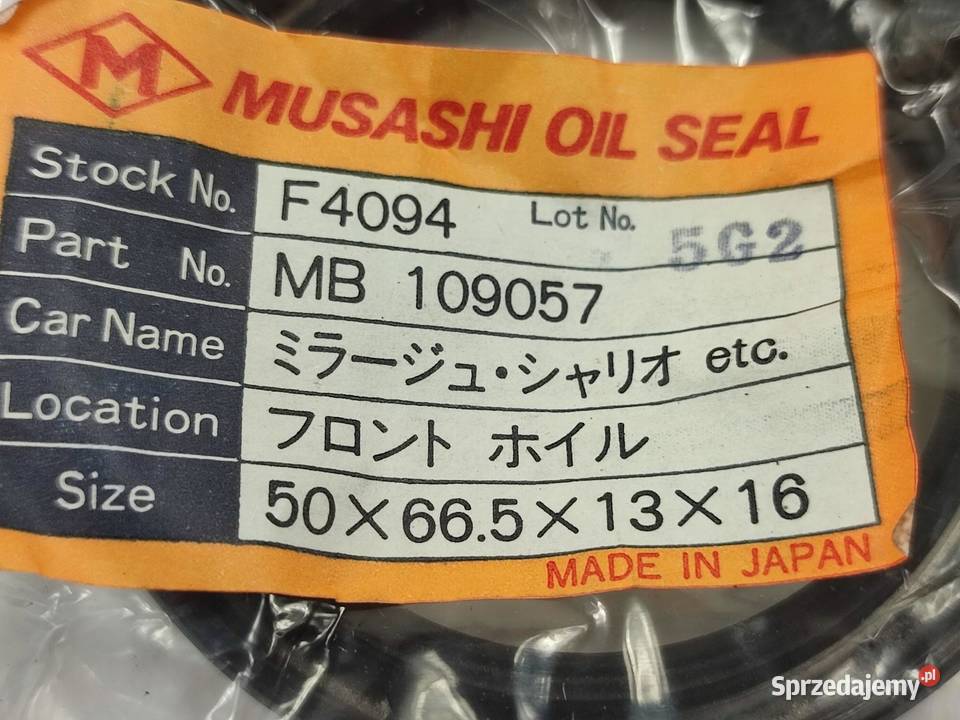 M MUSASHI OIL SEAL
Stock No. F4094 Lot No. 5G2
Part No. MB 109057
Car Name ミラージュ・シャリオ etc.
Location フロント ホイル
Size 50×66.5×13×16
MADE IN JAPAN
Sprzedajemy.pl